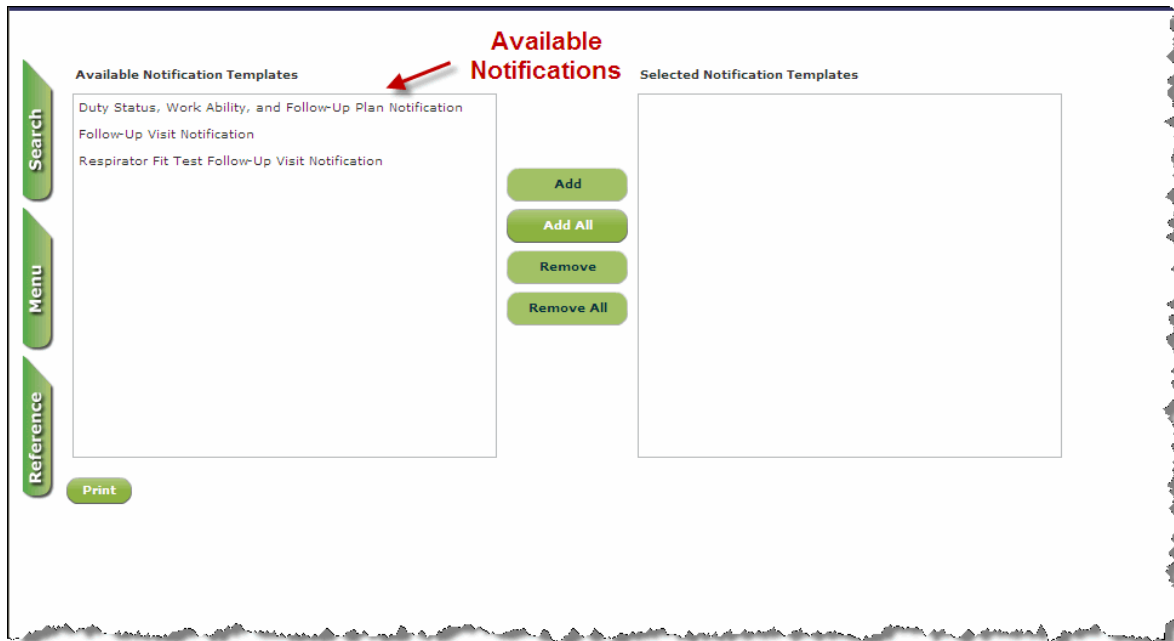 Available
Notifications
Available Notification Templates
Selected Notification Templates
Duty Status, Work Ability, and Follow-Up Plan Notification
Follow-Up Visit Notification
Respirator Fit Test Follow-Up Visit Notification
Add
Add All
Remove
Remove All
Search
Menu
Reference
Print